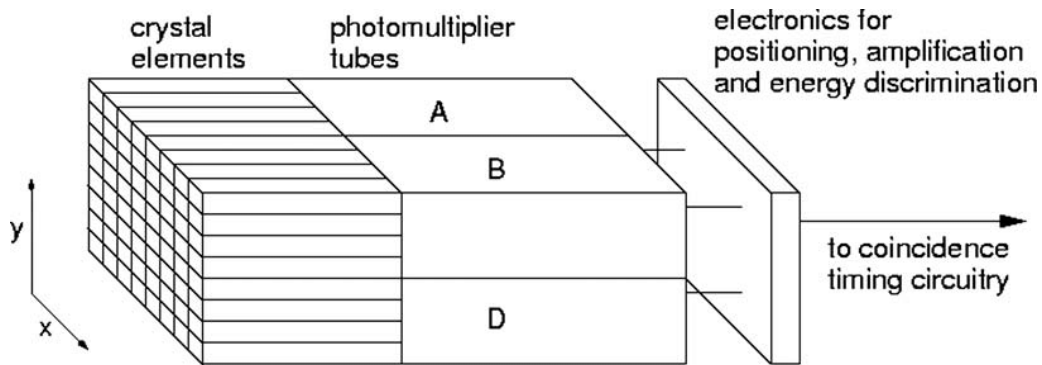 crystal
elements
photomultiplier
tubes
electronics for
positioning, amplification
and energy discrimination
A
B
D
y
x
to coincidence
timing circuitry